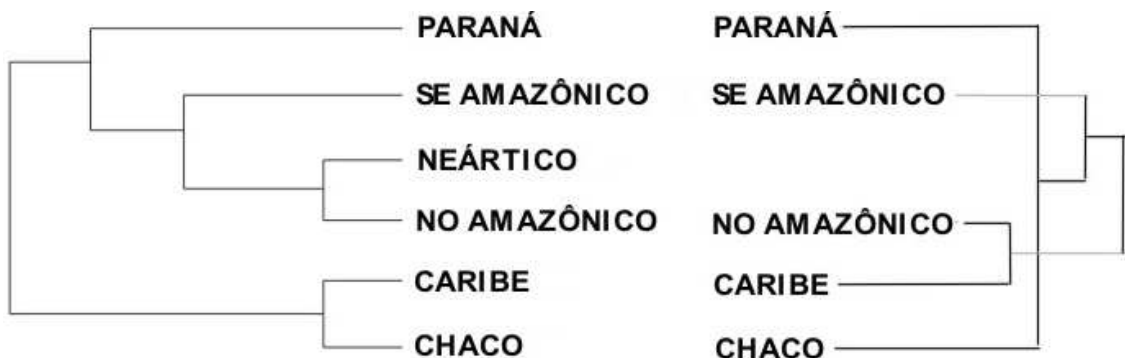 PARANÁ PARANÁ
SE AMAZÔNICO SE AMAZÔNICO
NEÁRTICO
NO AMAZÔNICO NO AMAZÔNICO
CARIBE CARIBE
CHACO CHACO